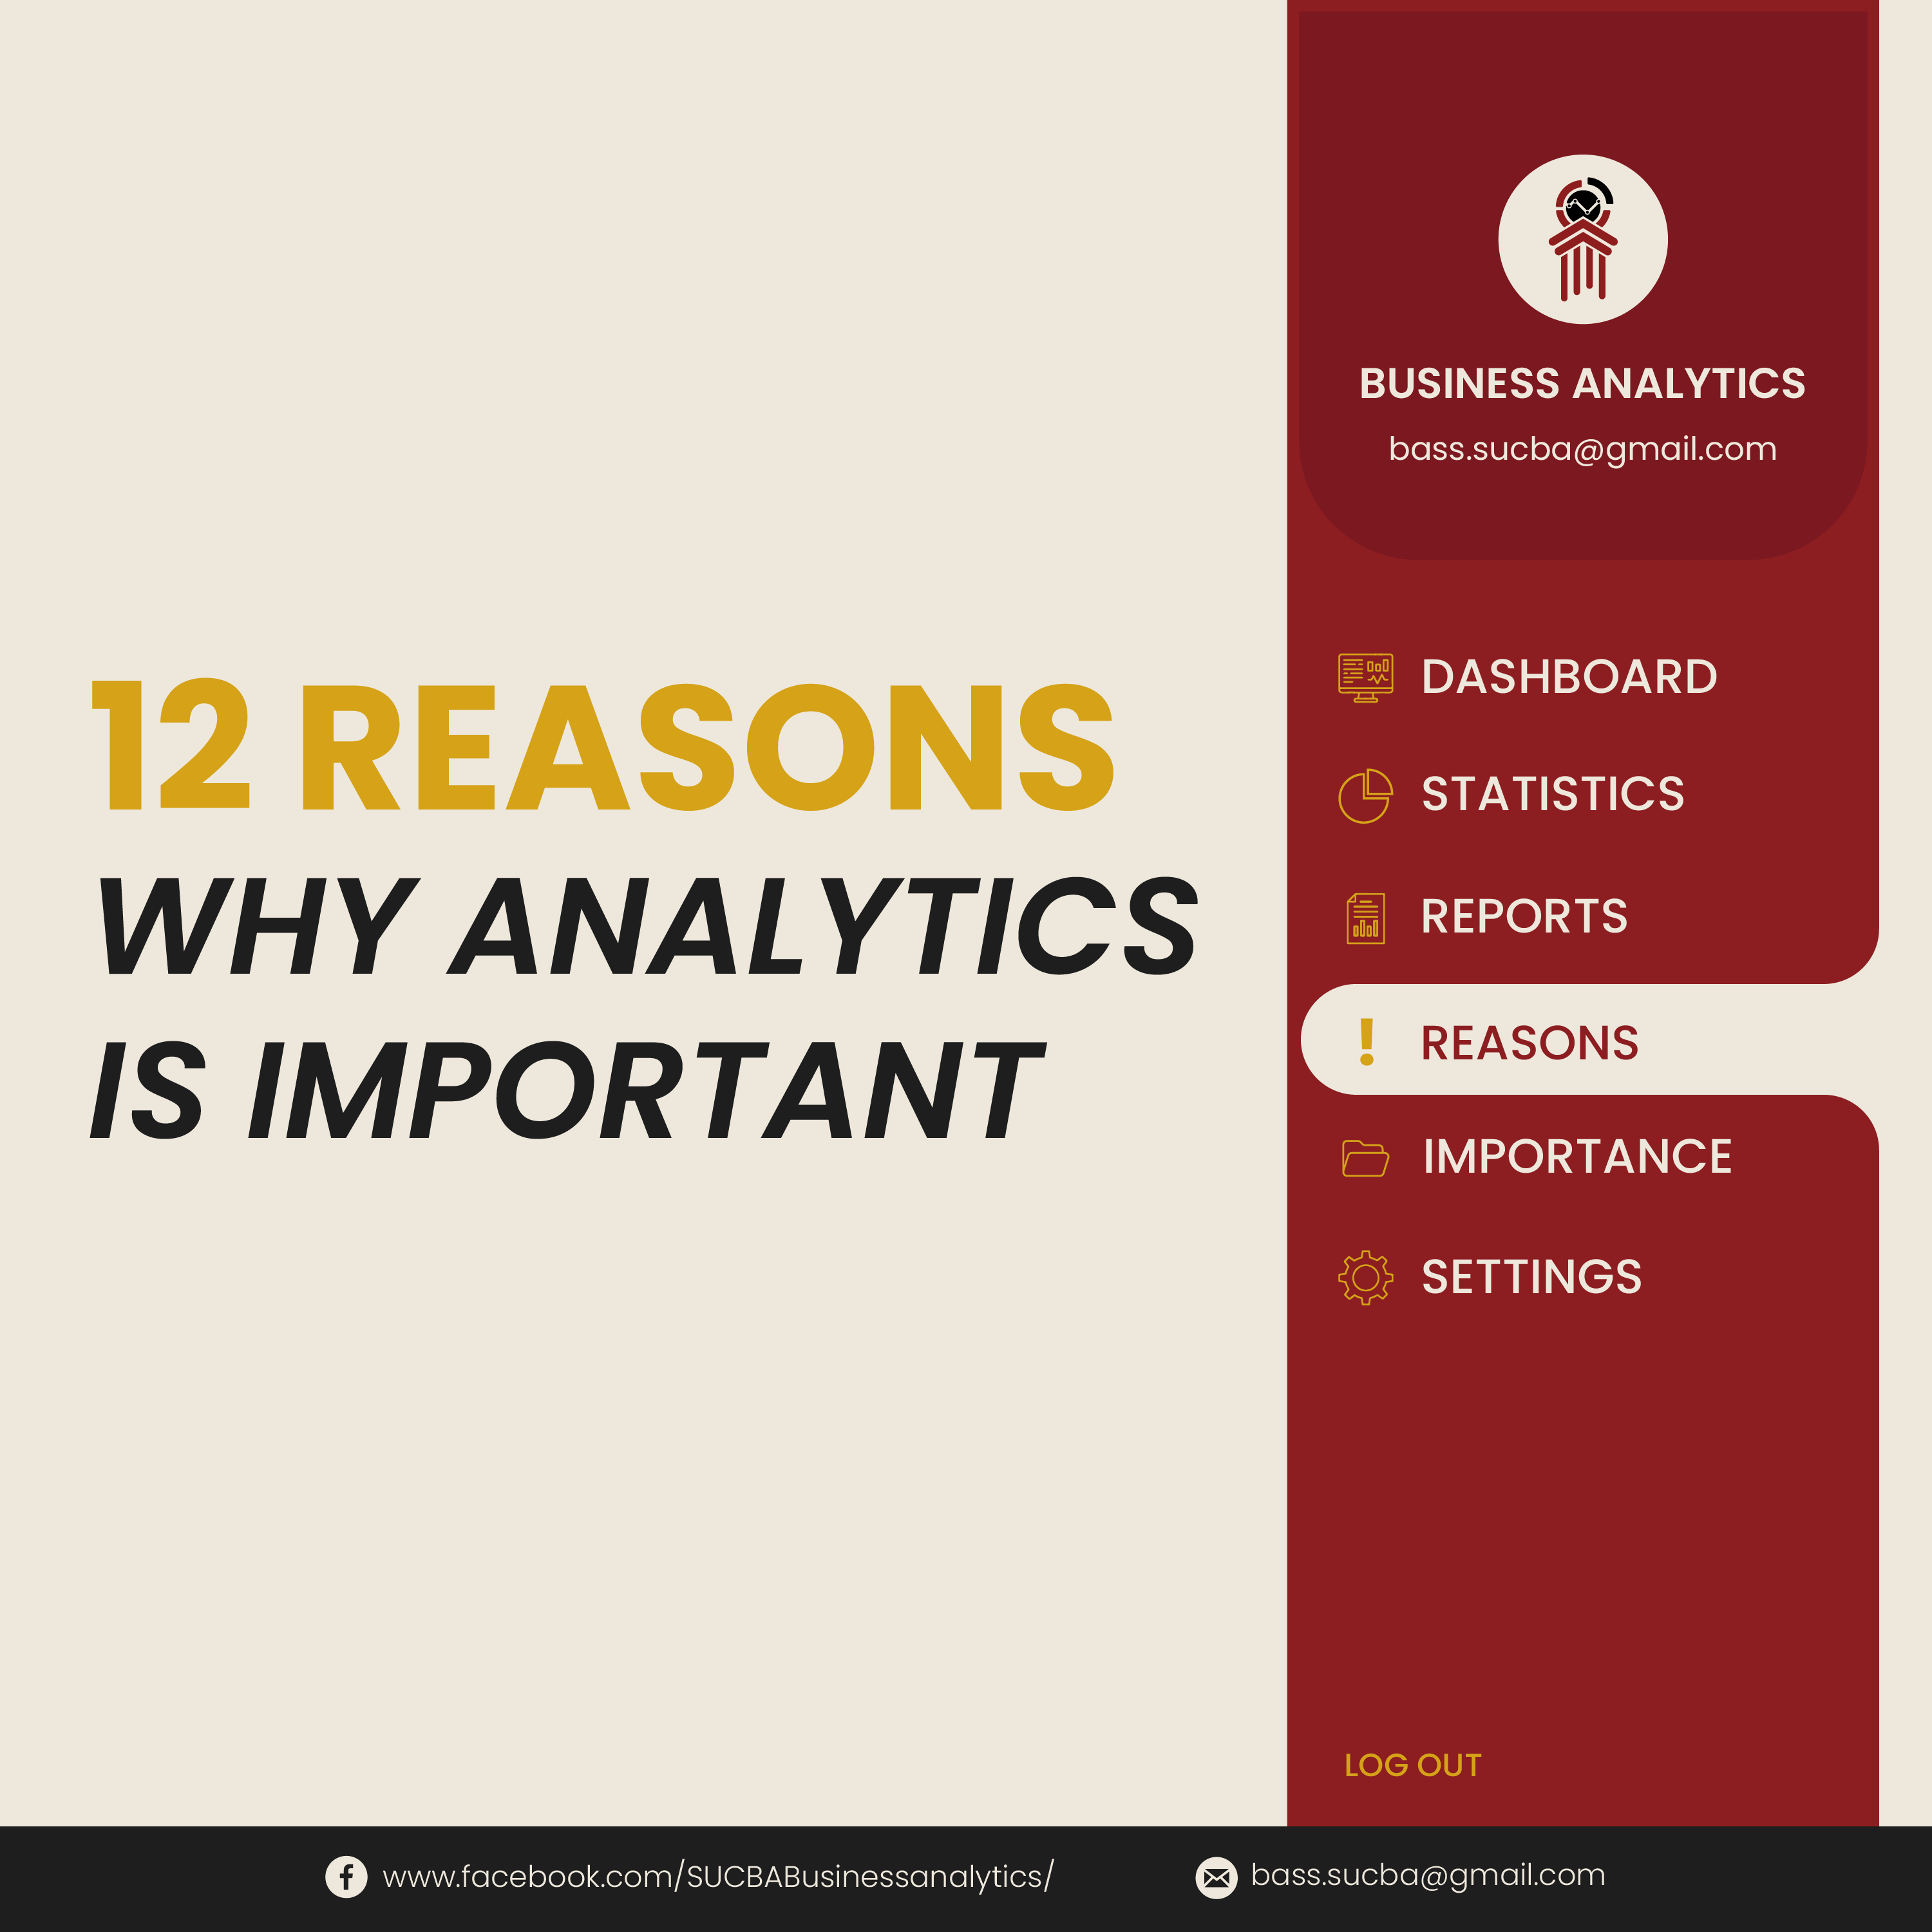 12 REASONS
WHY ANALYTICS
IS IMPORTANT
BUSINESS ANALYTICS
bass.sucba@gmail.com
DASHBOARD
STATISTICS
REPORTS
! REASONS
IMPORTANCE
SETTINGS
LOG OUT
www.facebook.com/SUCBABusinessanalytics/
bass.sucba@gmail.com